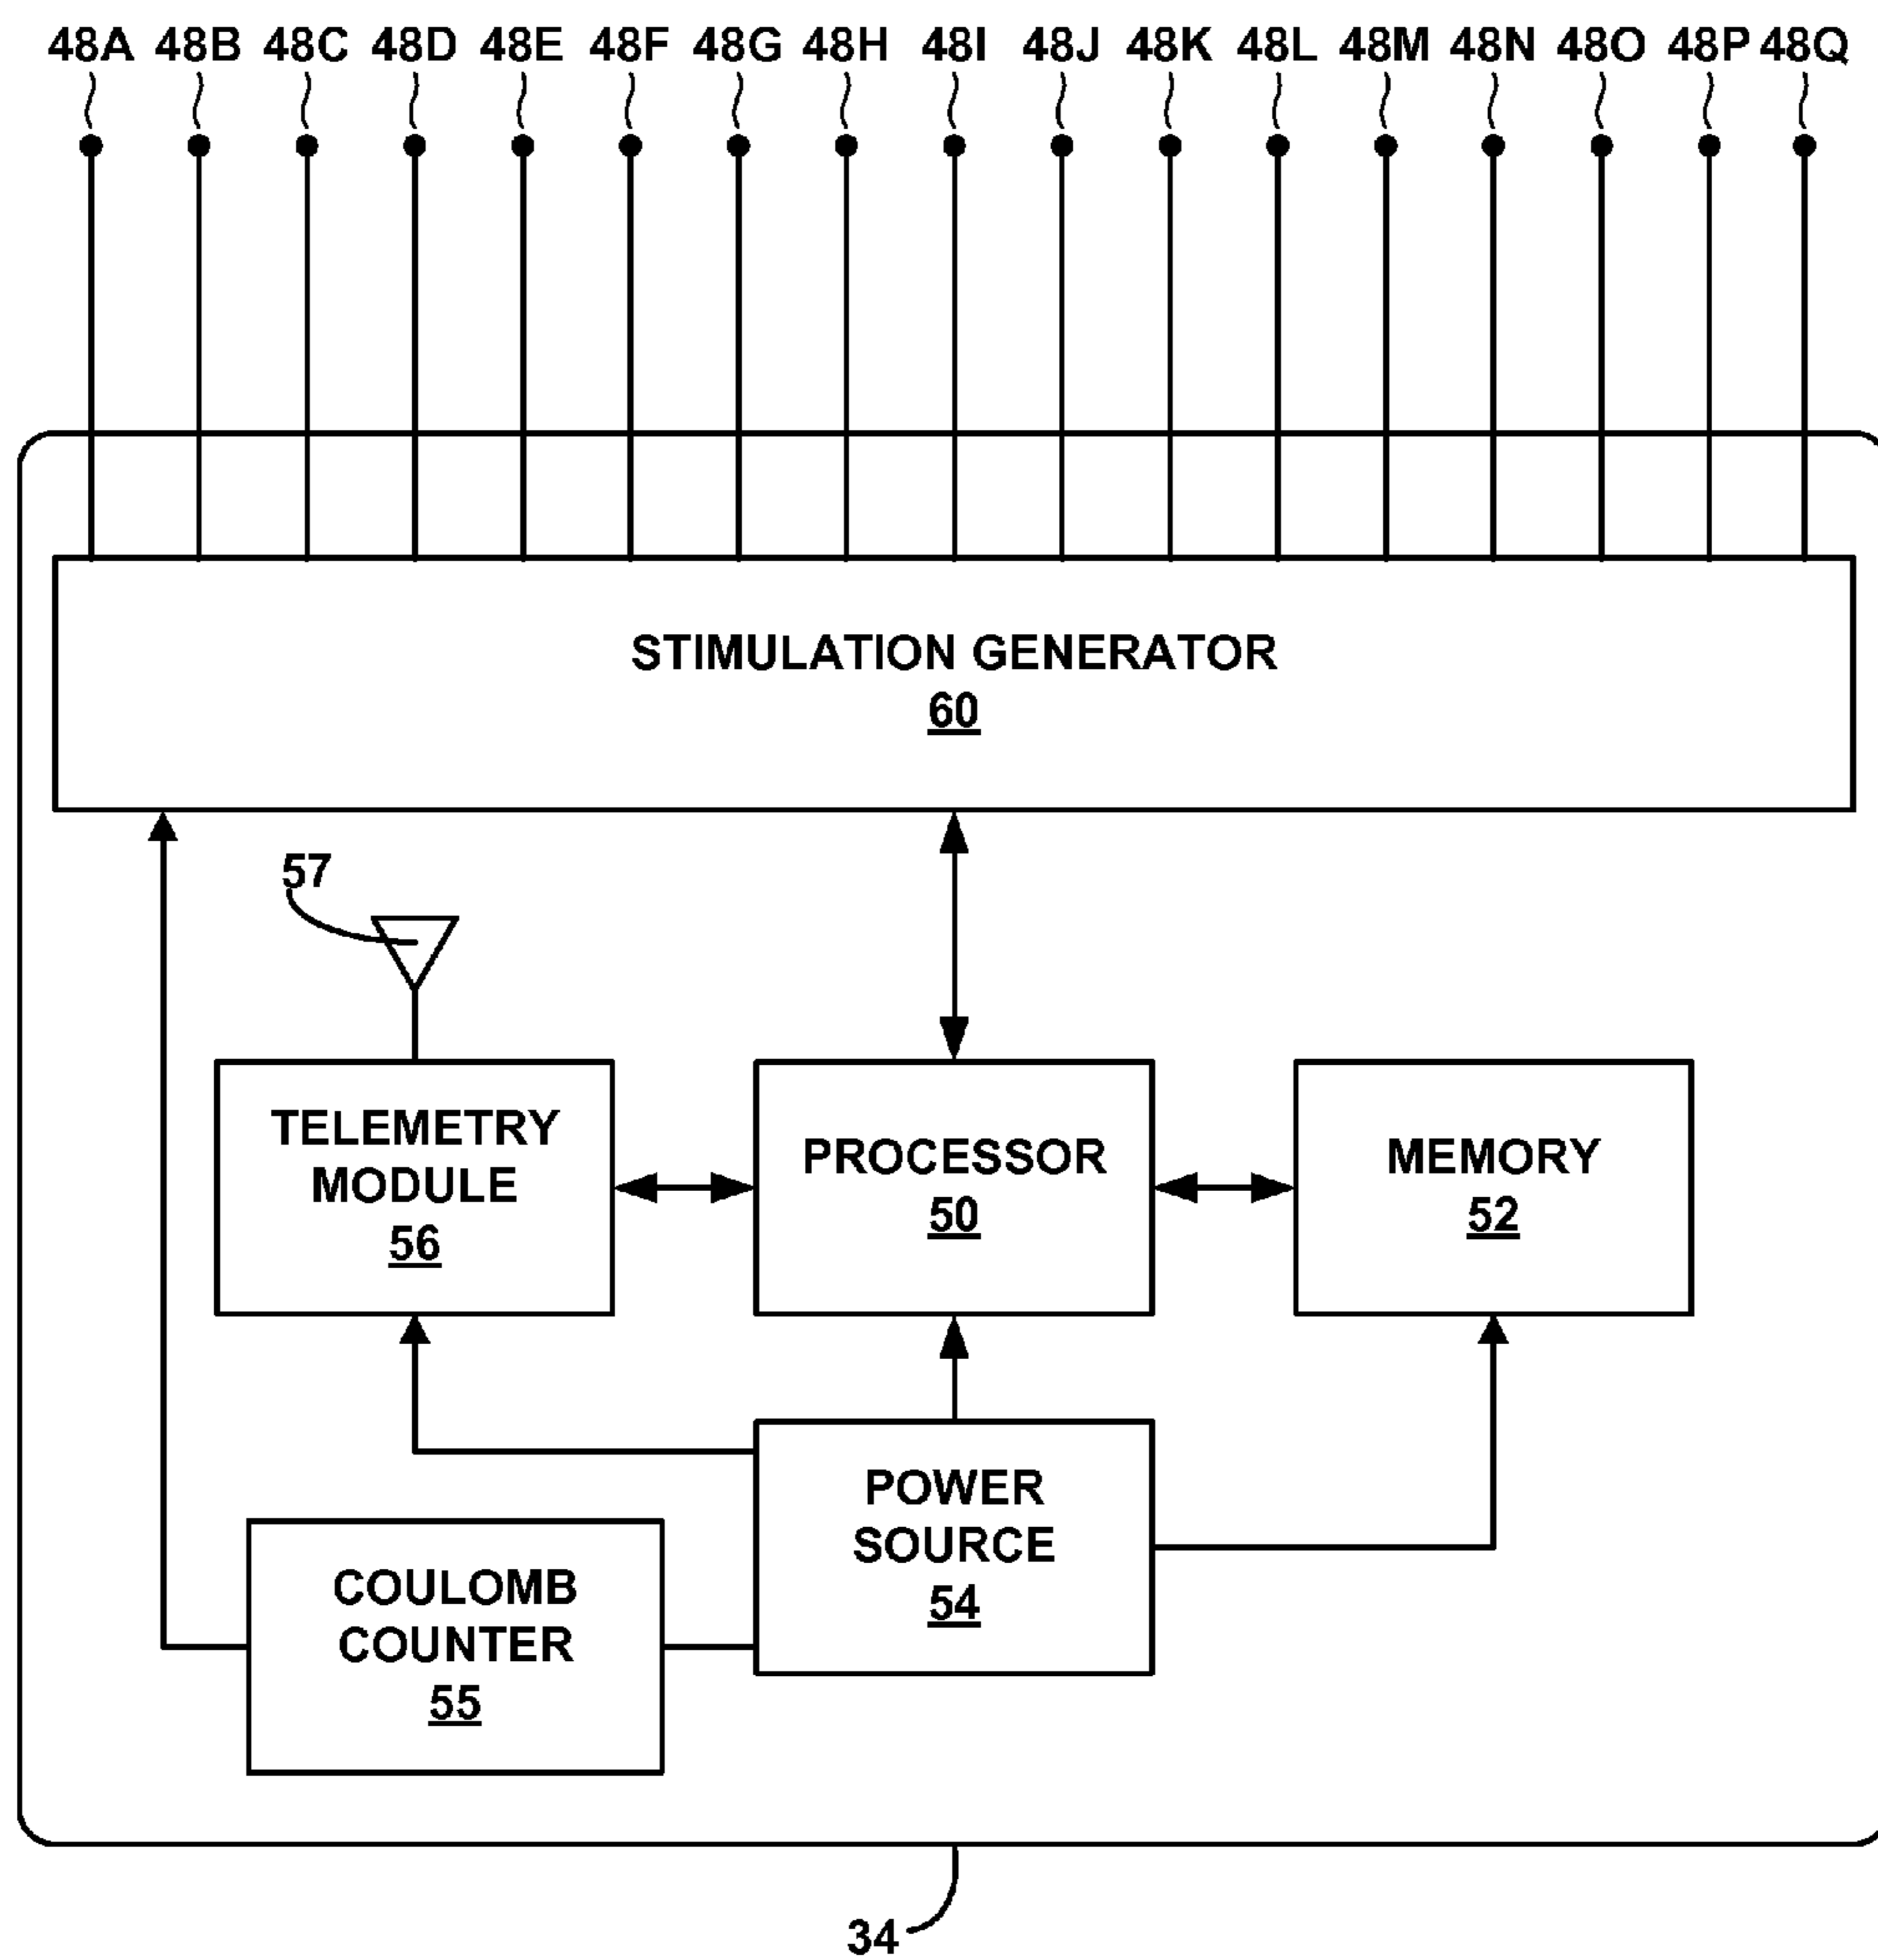 48A 48B 48C 48D 48E 48F 48G 48H 48I 48J 48K 48L 48M 48N 48O 48P 48Q
STIMULATION GENERATOR
60
57
TELEMETRY
MODULE
56
PROCESSOR
50
MEMORY
52
POWER
SOURCE
54
COULOMB
COUNTER
55
34